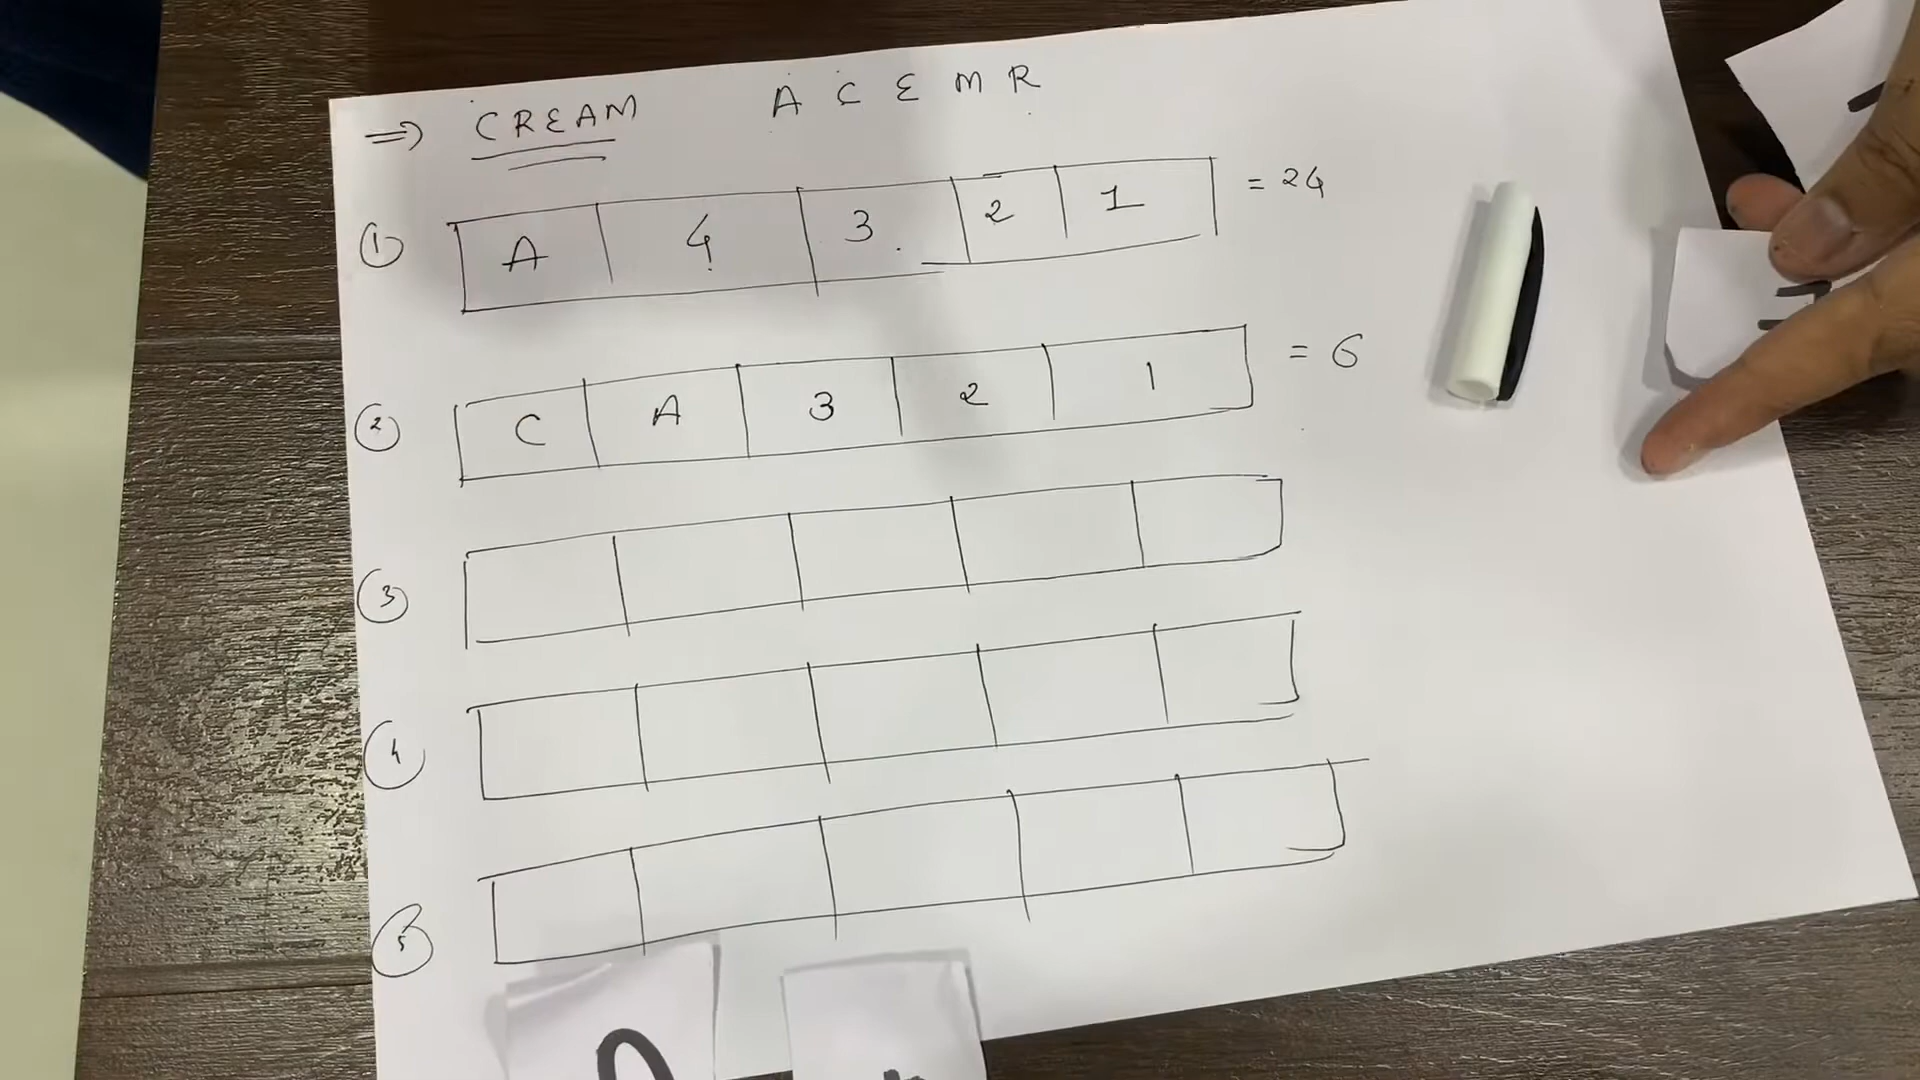 ⇒ CREAM A C E M R
① A 4 3 2 1 = 24
② C A 3 2 1 = 6
③
④
⑤